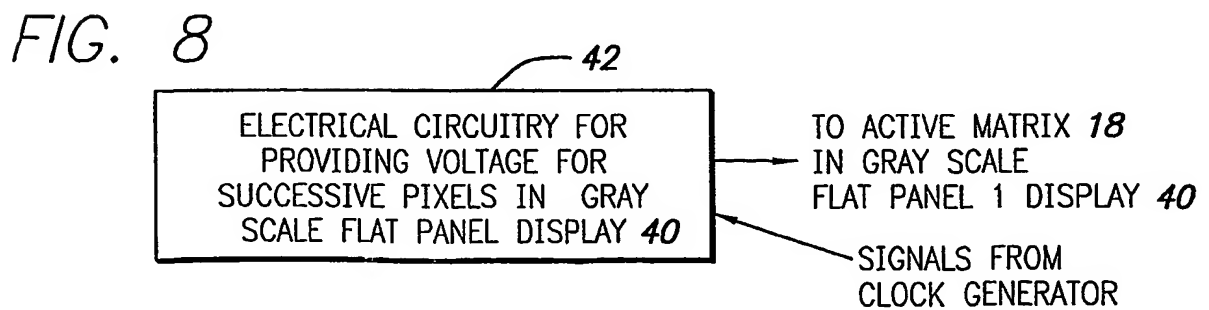 FIG. 8
42
ELECTRICAL CIRCUITRY FOR
PROVIDING VOLTAGE FOR
SUCCESSIVE PIXELS IN GRAY
SCALE FLAT PANEL DISPLAY 40
TO ACTIVE MATRIX 18
IN GRAY SCALE
FLAT PANEL 1 DISPLAY 40
SIGNALS FROM
CLOCK GENERATOR